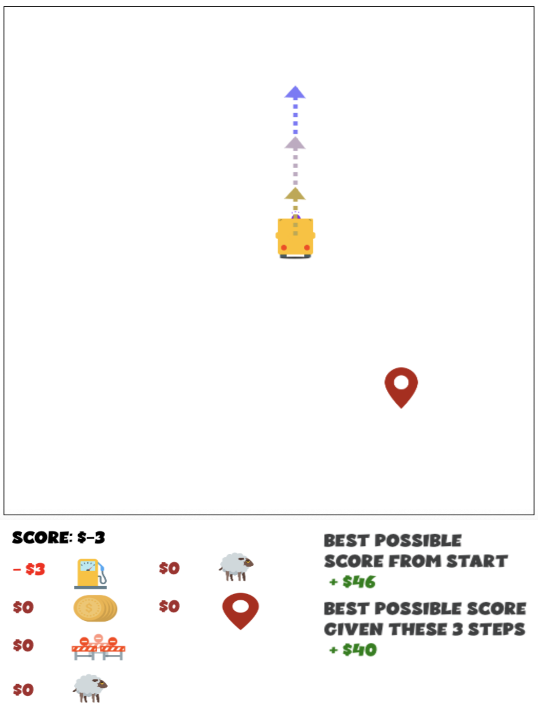 SCORE: $-3
- $3
$0
$0
$0
$0
$0
BEST POSSIBLE
SCORE FROM START
+ $46
BEST POSSIBLE SCORE
GIVEN THESE 3 STEPS
+ $40